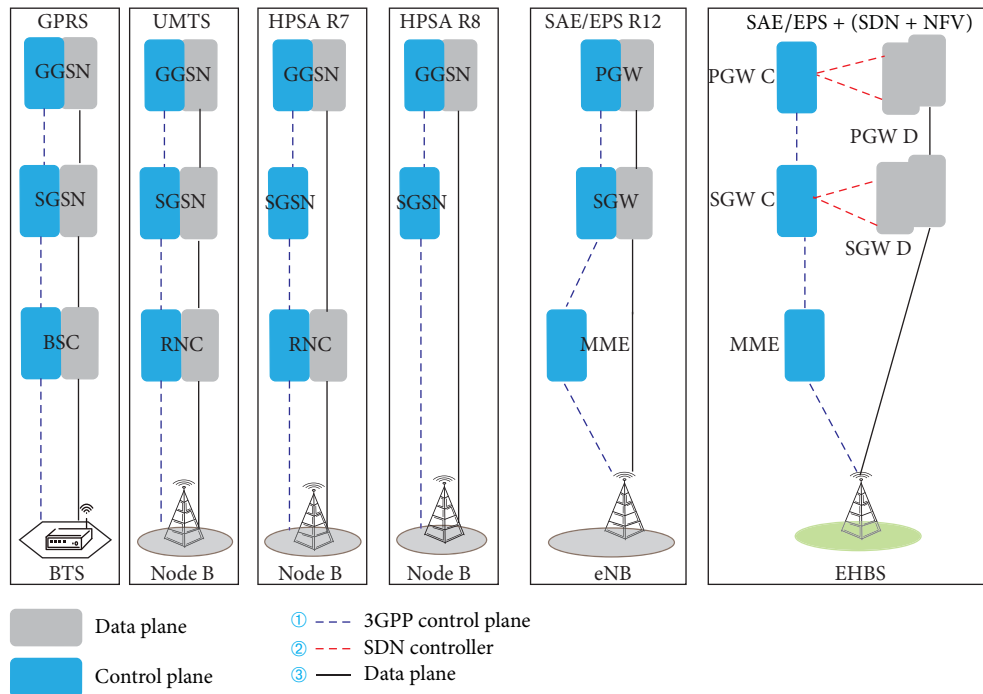 GPRS
GGSN
SGSN
BSC
BTS
UMTS
GGSN
SGSN
RNC
Node B
HPSA R7
GGSN
SGSN
RNC
Node B
HPSA R8
GGSN
SGSN
Node B
SAE/EPS R12
PGW
SGW
MME
eNB
SAE/EPS + (SDN + NFV)
PGW C
PGW D
SGW C
SGW D
MME
EHBS
Data plane
Control plane
① 3GPP control plane
② SDN controller
③ Data plane